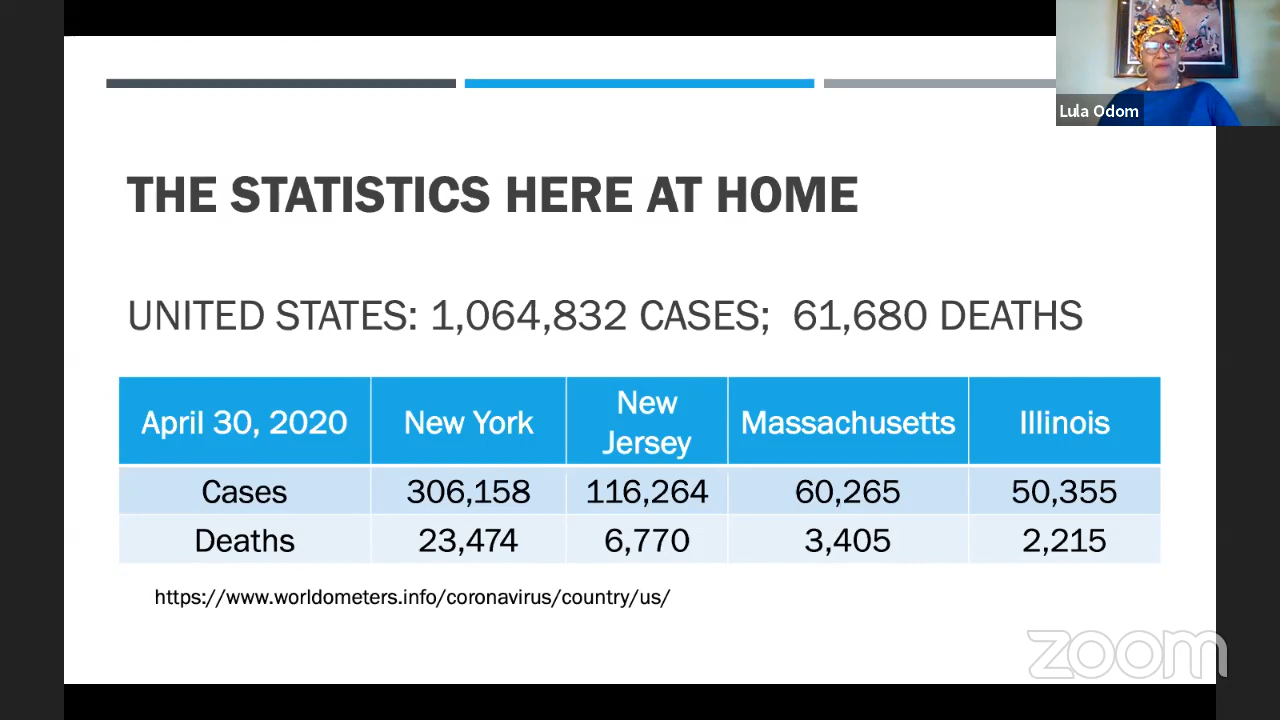 Lula Odom
THE STATISTICS HERE AT HOME
UNITED STATES: 1,064,832 CASES; 61,680 DEATHS
April 30, 2020 New York New Jersey Massachusetts Illinois
Cases 306,158 116,264 60,265 50,355
Deaths 23,474 6,770 3,405 2,215
https://www.worldometers.info/coronavirus/country/us/
zoom